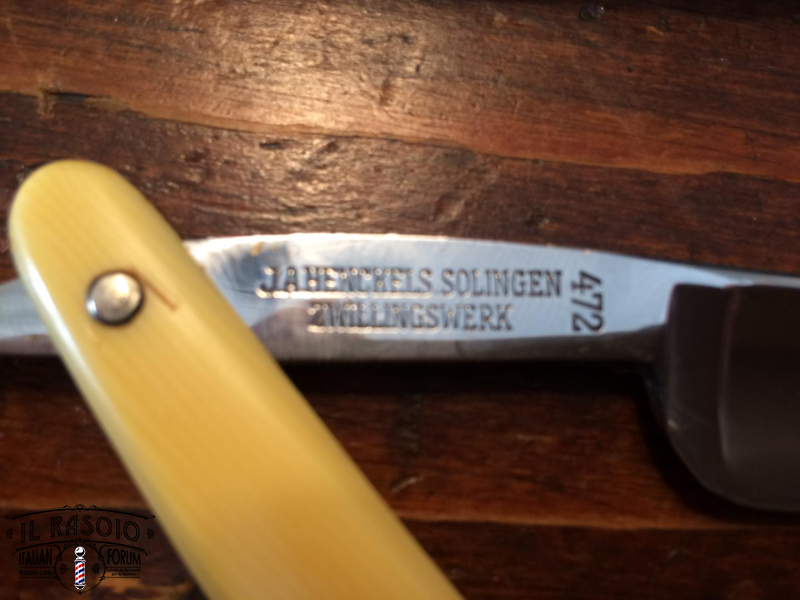 J.A. HENCKELS SOLINGEN
ZWILLINGSWERK
472
IL RASOIO
ITALIAN FORUM